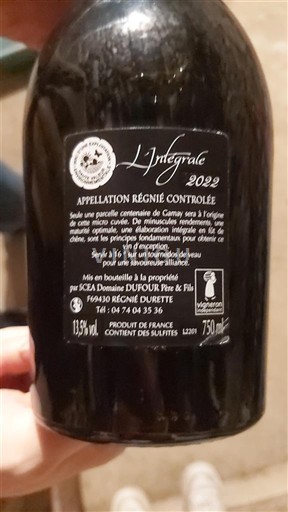 L'Intégrale
2022
APPELLATION RÉGNIÉ CONTROLÉE
Seule une parcelle centenaire de Gamay sera à l'origine
de cette micro cuvée. De minuscules rendements, une
maturité optimale, une élaboration intégrale en fût de
chêne, sont les principes fondamentaux pour obtenir ce
vin d'exception.
Servir à 16° sur un tournedos de veau
pour une savoureuse alliance.
Mis en bouteille à la propriété
par SCEA Domaine DUFOUR Père & Fils
F69430 RÉGNIÉ DURETTE
Tél : 04 74 04 35 36
vigneron
indépendant
13,5% vol.
PRODUIT DE FRANCE
CONTIENT DES SULFITES
L2201
750 ml